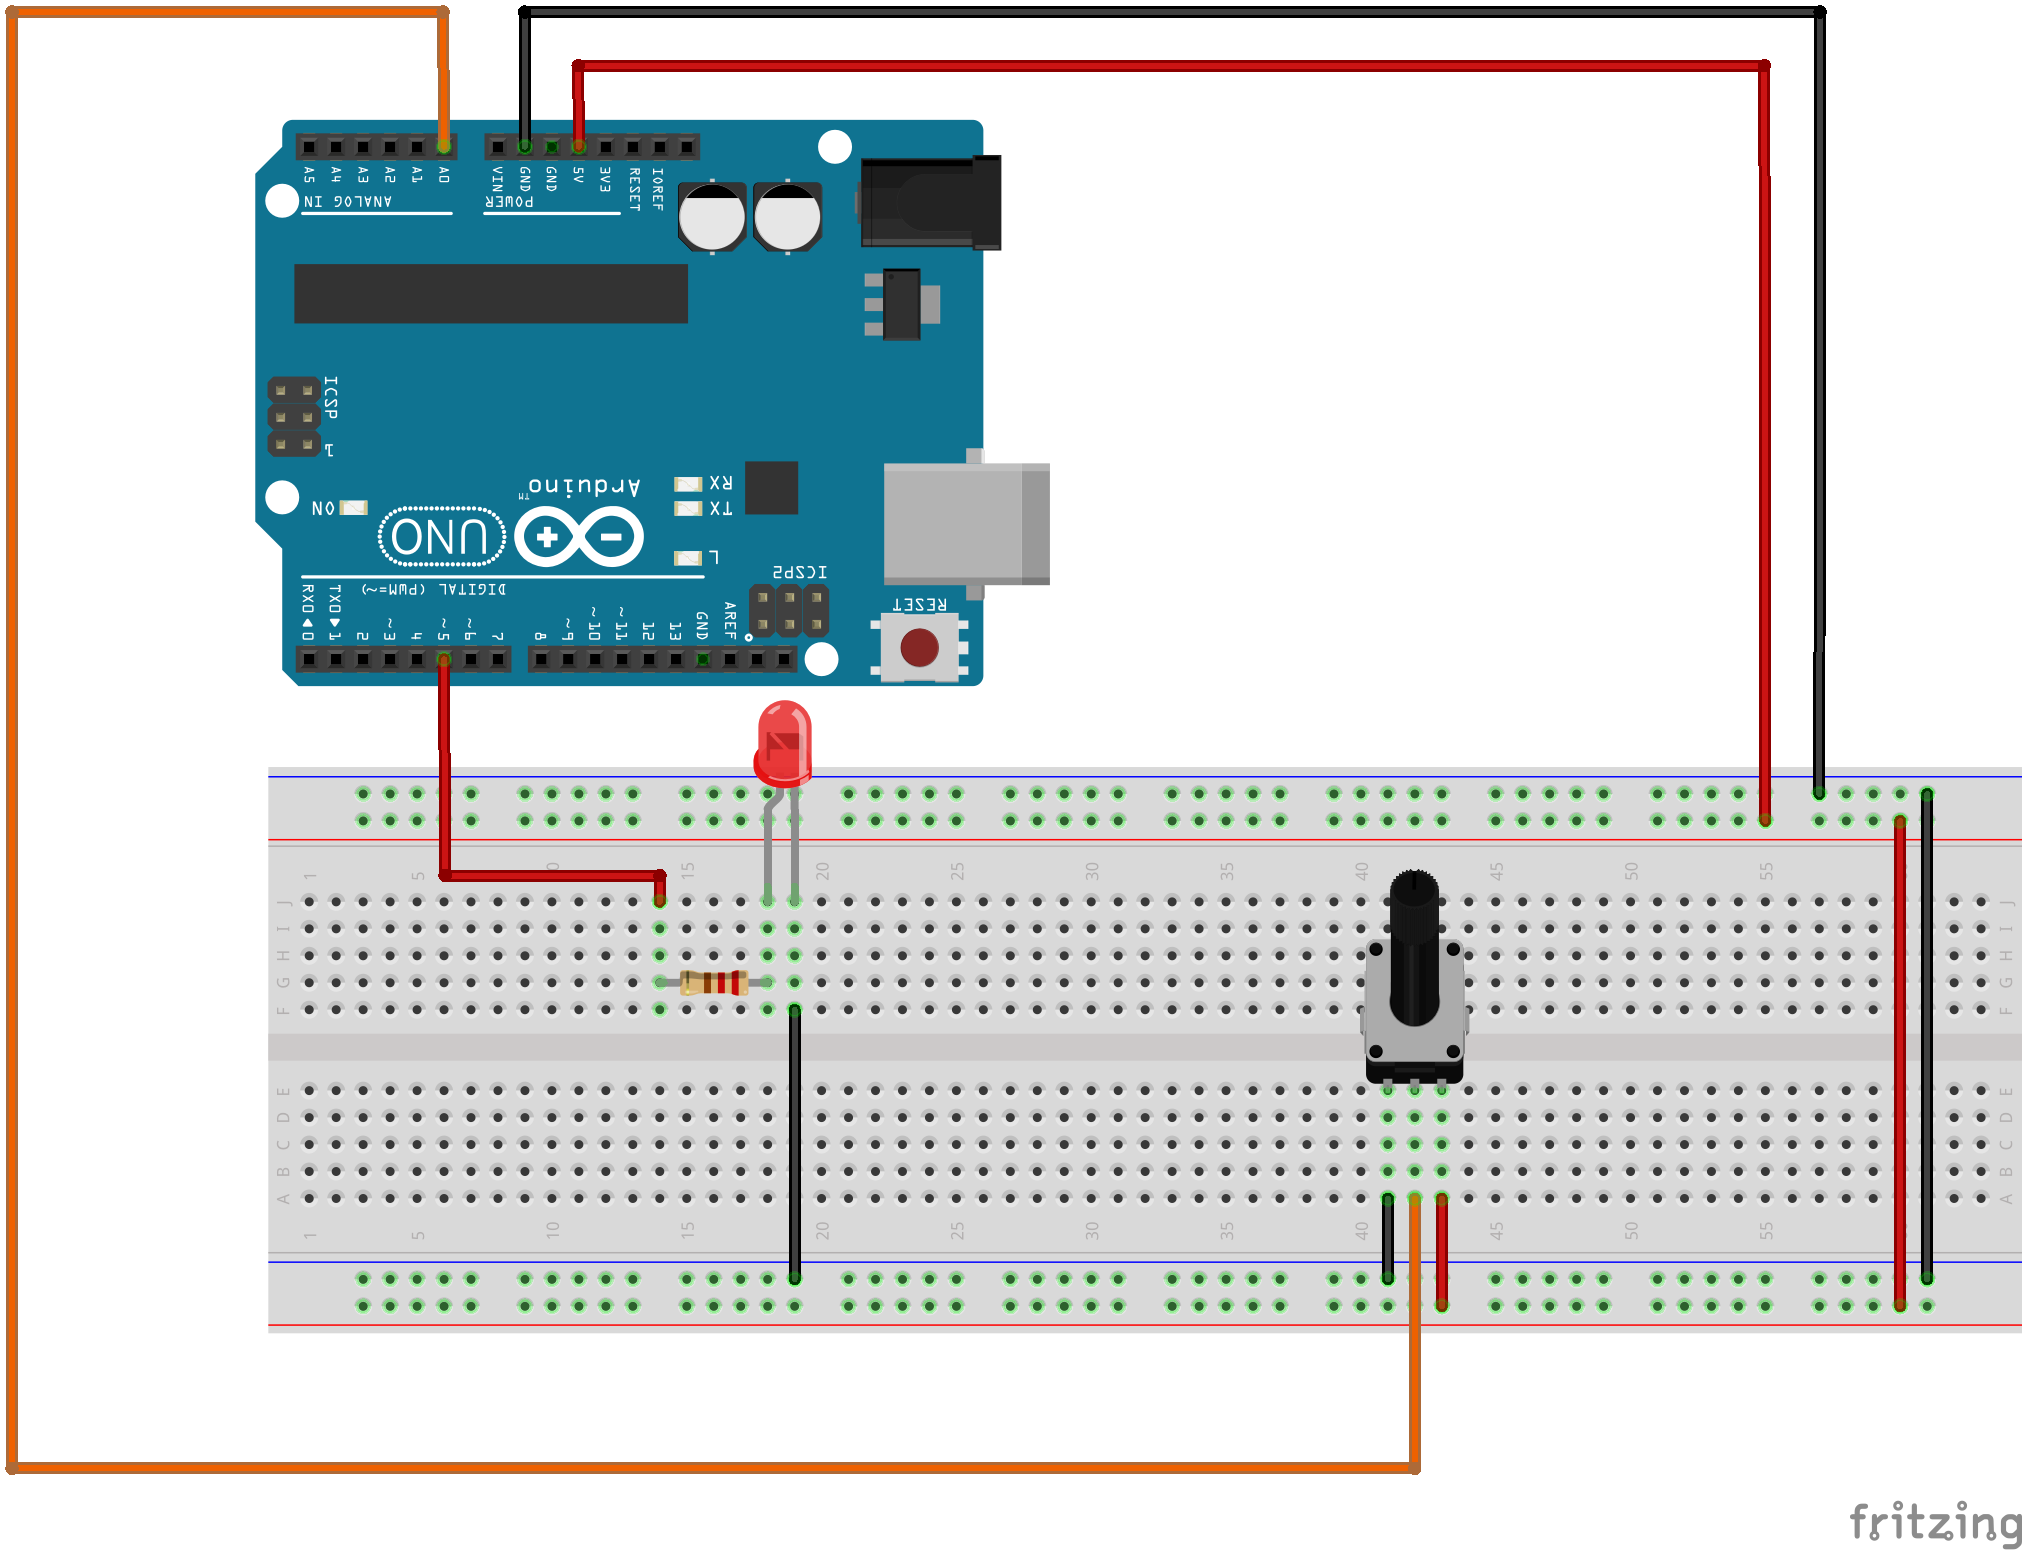 A5 A4 A3 A2 A1 A0 VIN GND GND 5V 3V3 RESET IOREF
ANALOG IN POWER
ICSP
1
Arduino™
RX
ON
UNO
TX
L
ICSP2
DIGITAL (PWM=~)
RESET
RX0 TX0
0 1 2 ~3 4 ~5 ~6 7 8 ~9 ~10 ~11 12 13 GND AREF
1 5 10 15 20 25 30 35 40 45 50 55
J J
I I
H H
G G
F F
E E
D D
C C
B B
A A
1 5 10 15 20 25 30 35 40 45 50 55
fritzing